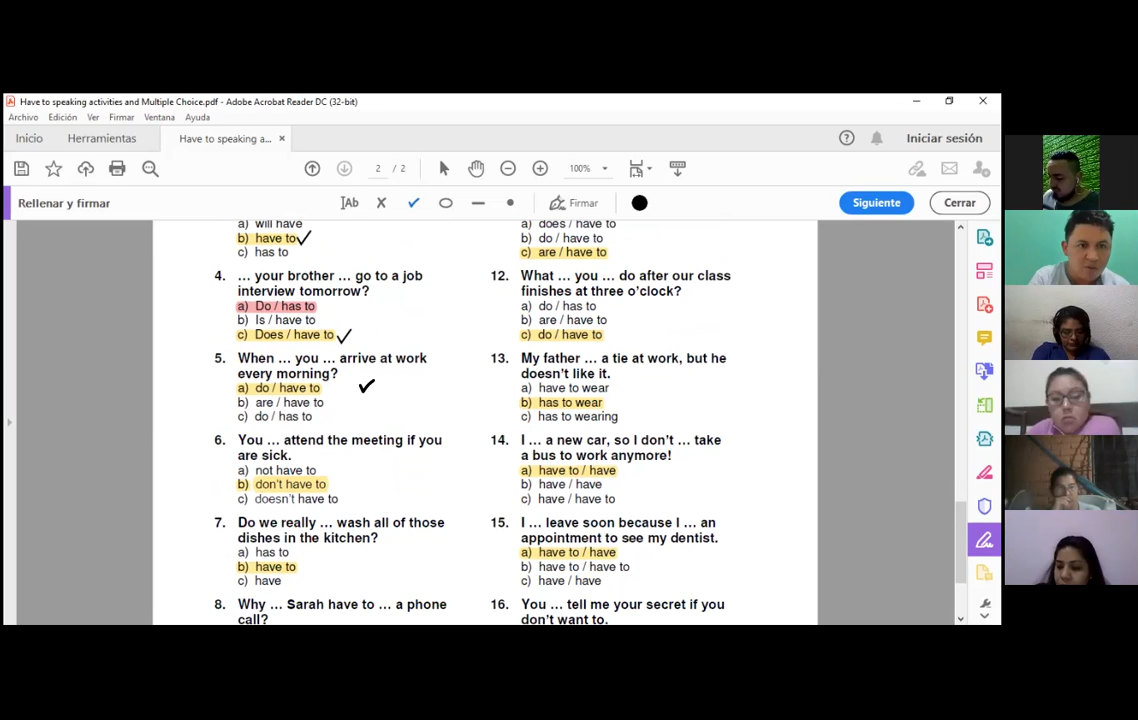 Have to speaking activities and Multiple Choice.pdf - Adobe Acrobat Reader DC (32-bit)
Archivo Edición Ver Firmar Ventana Ayuda
Inicio Herramientas Have to speaking a... Iniciar sesión
2 / 2 100%
Rellenar y firmar Ab Firmar Siguiente Cerrar
a) will have
b) have to
c) has to
4. ... your brother ... go to a job
interview tomorrow?
a) Do / has to
b) Is / have to
c) Does / have to
5. When ... you ... arrive at work
every morning?
a) do / have to
b) are / have to
c) do / has to
6. You ... attend the meeting if you
are sick.
a) not have to
b) don't have to
c) doesn't have to
7. Do we really ... wash all of those
dishes in the kitchen?
a) has to
b) have to
c) have
8. Why ... Sarah have to ... a phone
call?
a) does / have to
b) do / have to
c) are / have to
12. What ... you ... do after our class
finishes at three o'clock?
a) do / has to
b) are / have to
c) do / have to
13. My father ... a tie at work, but he
doesn't like it.
a) have to wear
b) has to wear
c) has to wearing
14. I ... a new car, so I don't ... take
a bus to work anymore!
a) have to / have
b) have / have
c) have / have to
15. I ... leave soon because I ... an
appointment to see my dentist.
a) have to / have
b) have to / have to
c) have / have
16. You ... tell me your secret if you
don't want to.